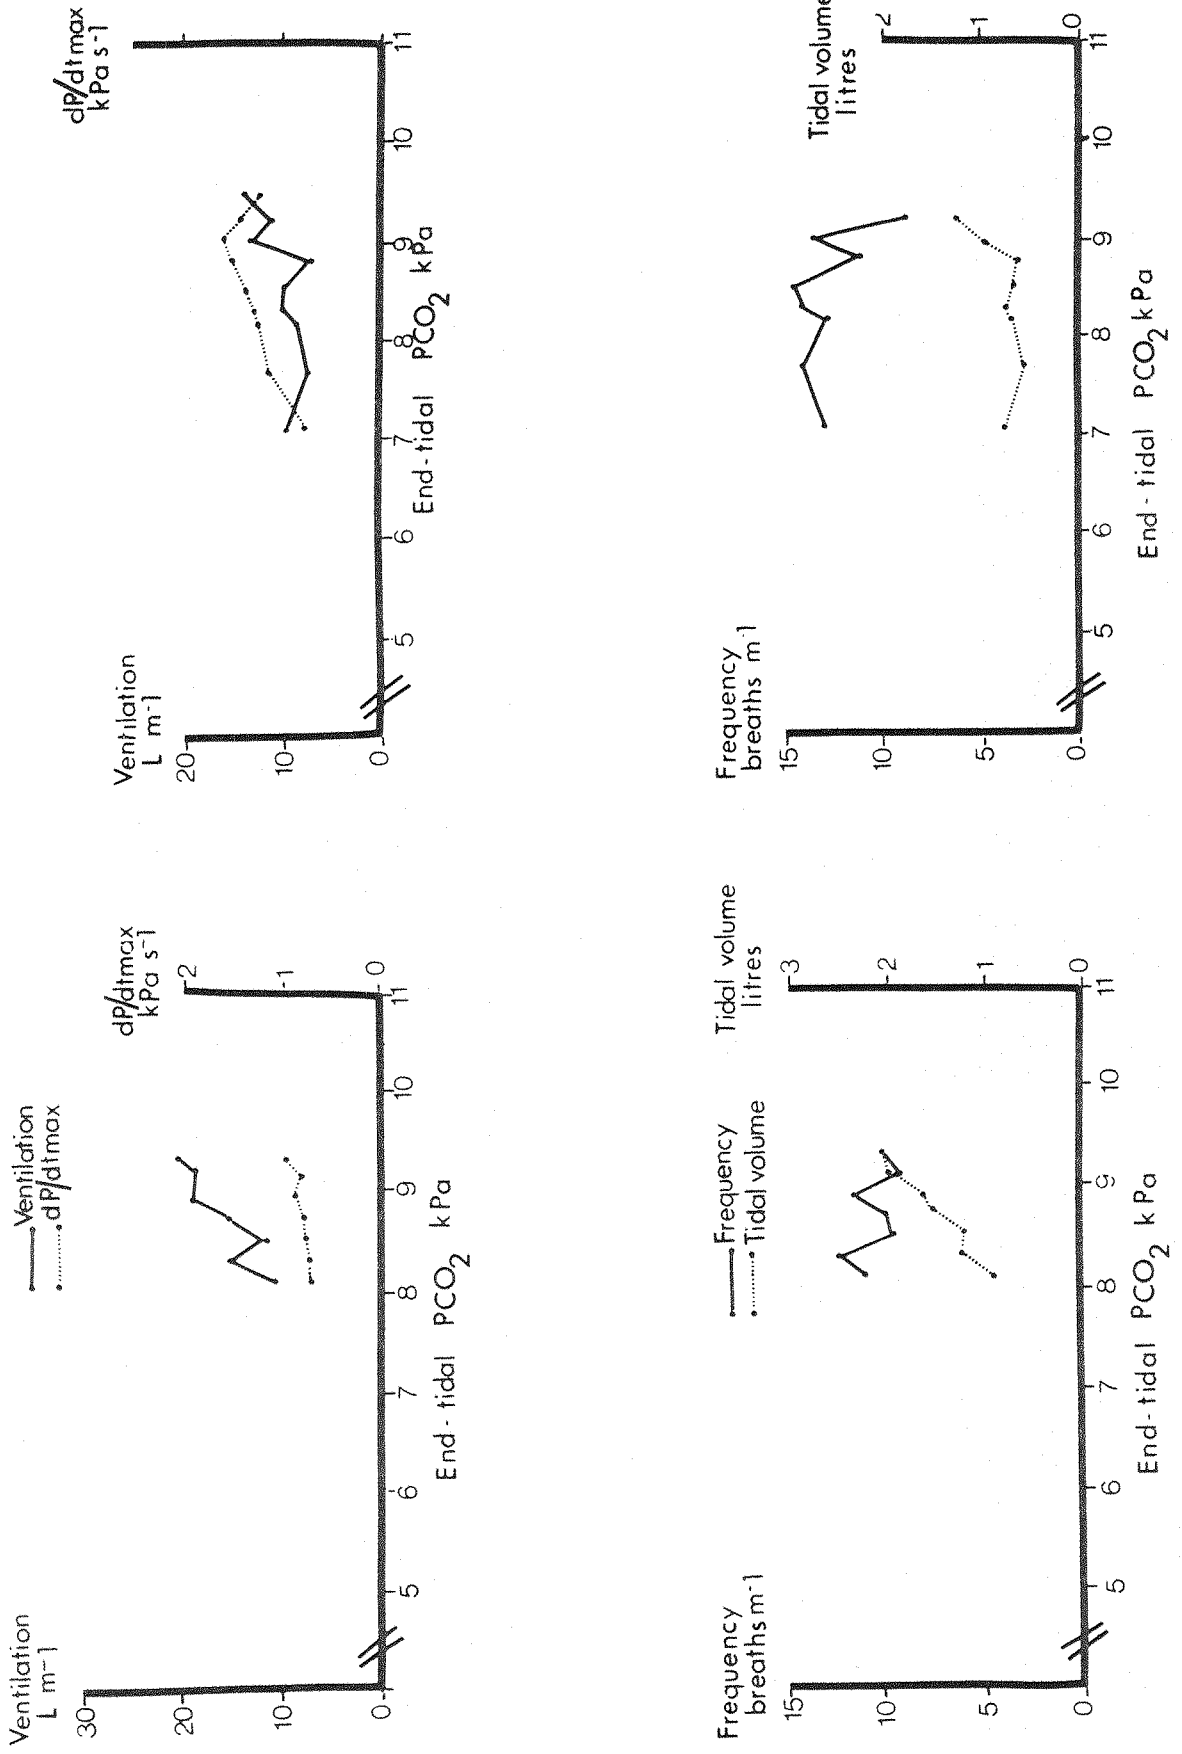 Ventilation
L m-1
30
20
10
0
Ventilation
dP/dtmax
dP/dtmax
kPa s-1
2
1
0
5 6 7 8 9 10 11
End-tidal PCO2 kPa
Ventilation
L m-1
20
10
0
dP/dtmax
kPa s-1
5 6 7 8 9 10 11
End-tidal PCO2 kPa
Frequency
breaths m-1
15
10
5
0
Frequency
Tidal volume
Tidal volume
litres
3
2
1
0
5 6 7 8 9 10 11
End-tidal PCO2 kPa
Frequency
breaths m-1
15
10
5
0
Tidal volume
litres
2
1
0
5 6 7 8 9 10 11
End-tidal PCO2 kPa